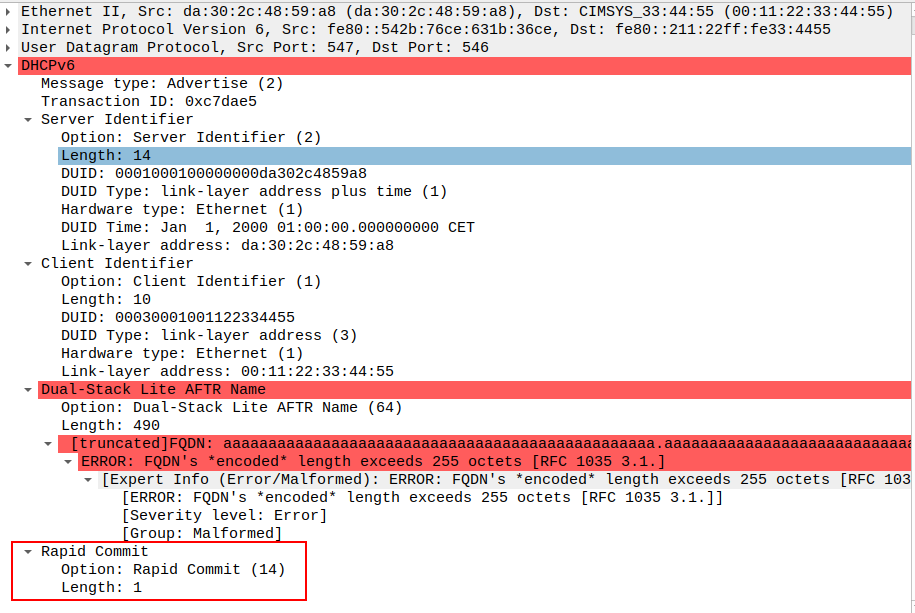 Ethernet II, Src: da:30:2c:48:59:a8 (da:30:2c:48:59:a8), Dst: CIMSYS_33:44:55 (00:11:22:33:44:55)
Internet Protocol Version 6, Src: fe80::542b:76ce:631b:36ce, Dst: fe80::211:22ff:fe33:4455
User Datagram Protocol, Src Port: 547, Dst Port: 546
DHCPv6
Message type: Advertise (2)
Transaction ID: 0xc7dae5
Server Identifier
Option: Server Identifier (2)
Length: 14
DUID: 0001000100000000da302c4859a8
DUID Type: link-layer address plus time (1)
Hardware type: Ethernet (1)
DUID Time: Jan  1, 2000 01:00:00.000000000 CET
Link-layer address: da:30:2c:48:59:a8
Client Identifier
Option: Client Identifier (1)
Length: 10
DUID: 00030001001122334455
DUID Type: link-layer address (3)
Hardware type: Ethernet (1)
Link-layer address: 00:11:22:33:44:55
Dual-Stack Lite AFTR Name
Option: Dual-Stack Lite AFTR Name (64)
Length: 490
[truncated]FQDN: aaaaaaaaaaaaaaaaaaaaaaaaaaaaaaaaaaaaaaaaaaaaaaaa.aaaaaaaaaaaaaaaaaaaaaaaaaaaa
ERROR: FQDN's *encoded* length exceeds 255 octets [RFC 1035 3.1.]
[Expert Info (Error/Malformed): ERROR: FQDN's *encoded* length exceeds 255 octets [RFC 103
[ERROR: FQDN's *encoded* length exceeds 255 octets [RFC 1035 3.1.]]
[Severity level: Error]
[Group: Malformed]
Rapid Commit
Option: Rapid Commit (14)
Length: 1